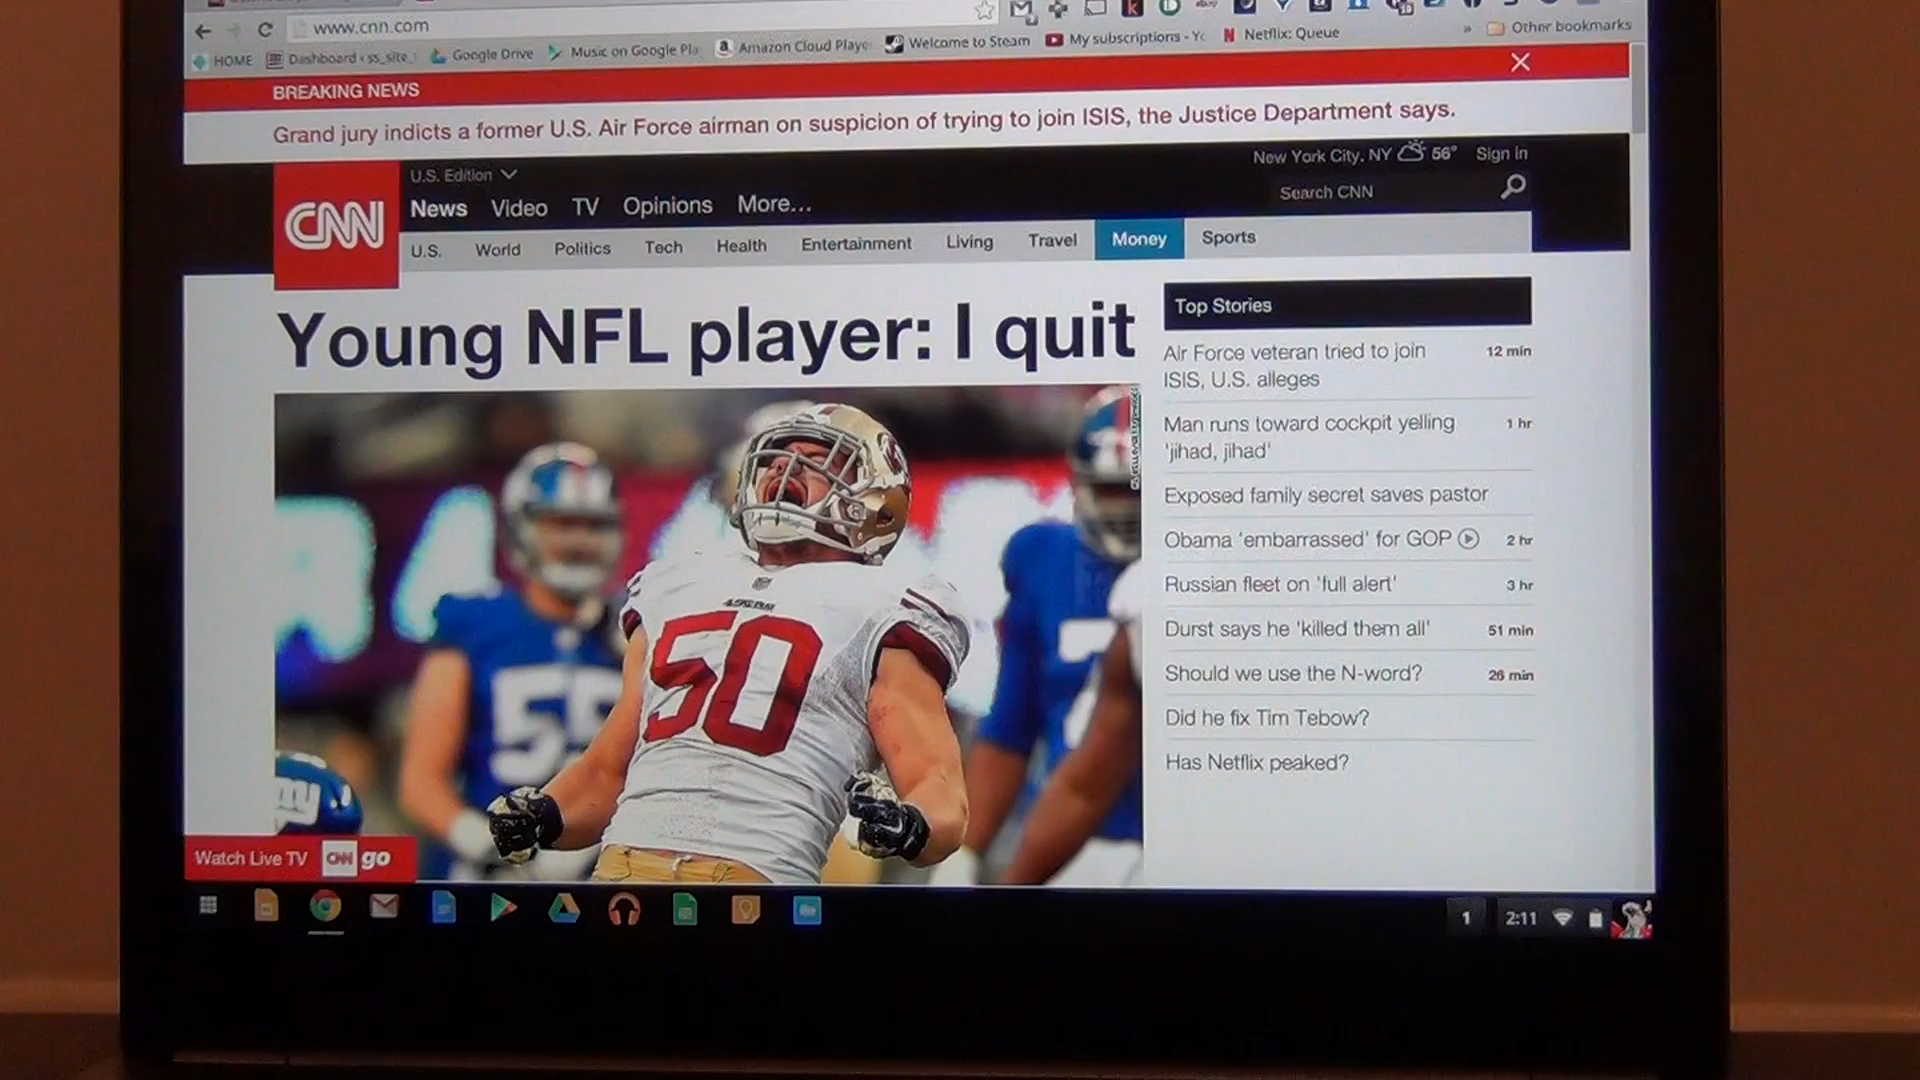 www.cnn.com
Other bookmarks
HOME
Dashboard ‹ ss_site_
Google Drive
Music on Google Pla
Amazon Cloud Playe
Welcome to Steam
My subscriptions - Yo
Netflix: Queue
BREAKING NEWS
Grand jury indicts a former U.S. Air Force airman on suspicion of trying to join ISIS, the Justice Department says.
U.S. Edition
New York City, NY 56° Sign in
CNN
News Video TV Opinions More...
Search CNN
U.S. World Politics Tech Health Entertainment Living Travel Money Sports
Young NFL player: I quit
Top Stories
Air Force veteran tried to join 12 min
ISIS, U.S. alleges
Man runs toward cockpit yelling 1 hr
'jihad, jihad'
Exposed family secret saves pastor
Obama 'embarrassed' for GOP 2 hr
Russian fleet on 'full alert' 3 hr
Durst says he 'killed them all' 51 min
Should we use the N-word? 26 min
Did he fix Tim Tebow?
Has Netflix peaked?
49ERS
50
55
ny
Watch Live TV CNN go
1 2:11